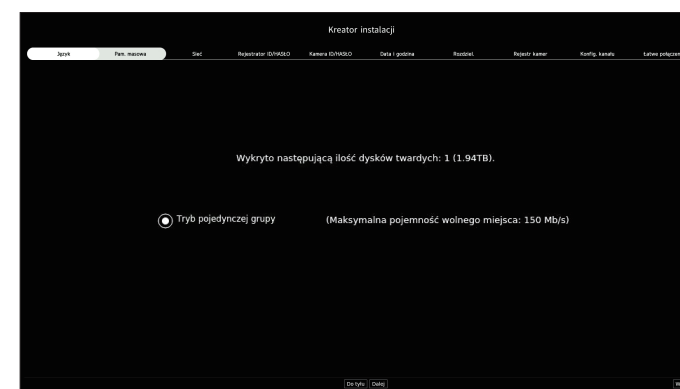 Kreator instalacji
Język Pam. masowa Sieć Rejestrator ID/HASŁO Kamera ID/HASŁO Data i godzina Rozdziel. Rejestr kamer Konfig. kanału Łatwe połączen
Wykryto następującą ilość dysków twardych: 1 (1.94TB).
Tryb pojedynczej grupy (Maksymalna pojemność wolnego miejsca: 150 Mb/s)
Do tyłu Dalej